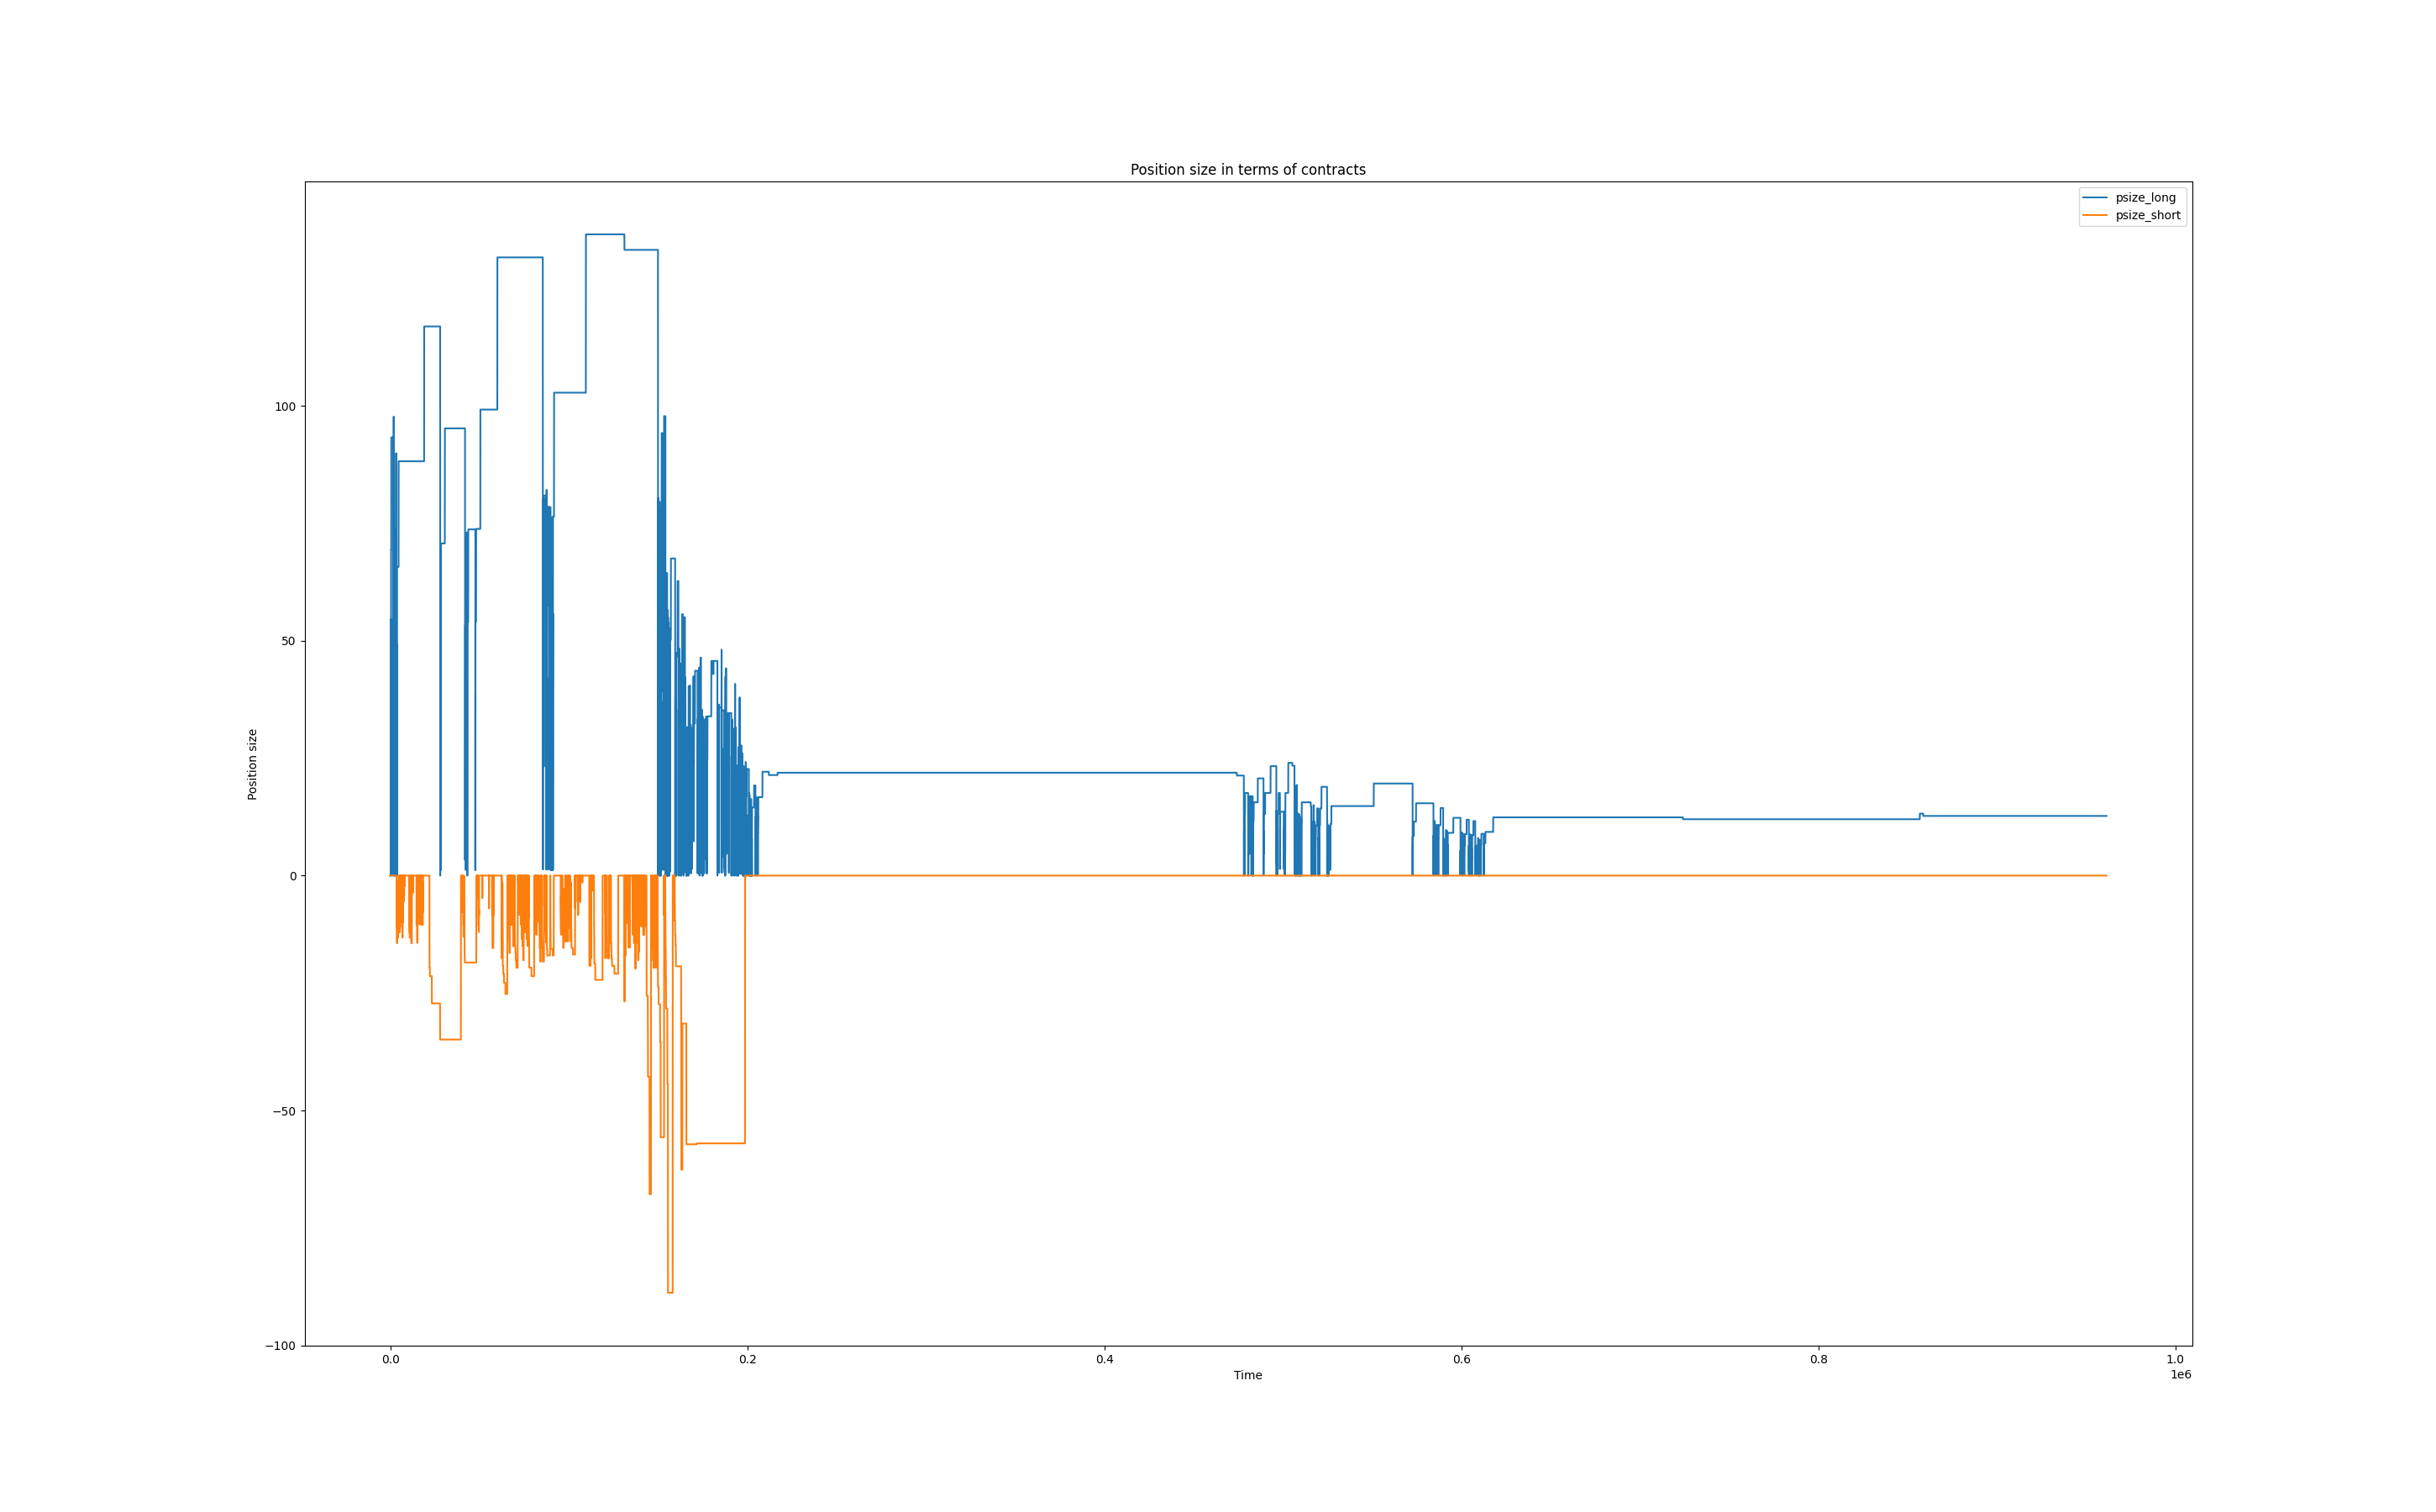 Position size in terms of contracts
psize_long
psize_short
Position size
100
50
0
−50
−100
0.0
0.2
0.4
0.6
0.8
1.0
1e6
Time